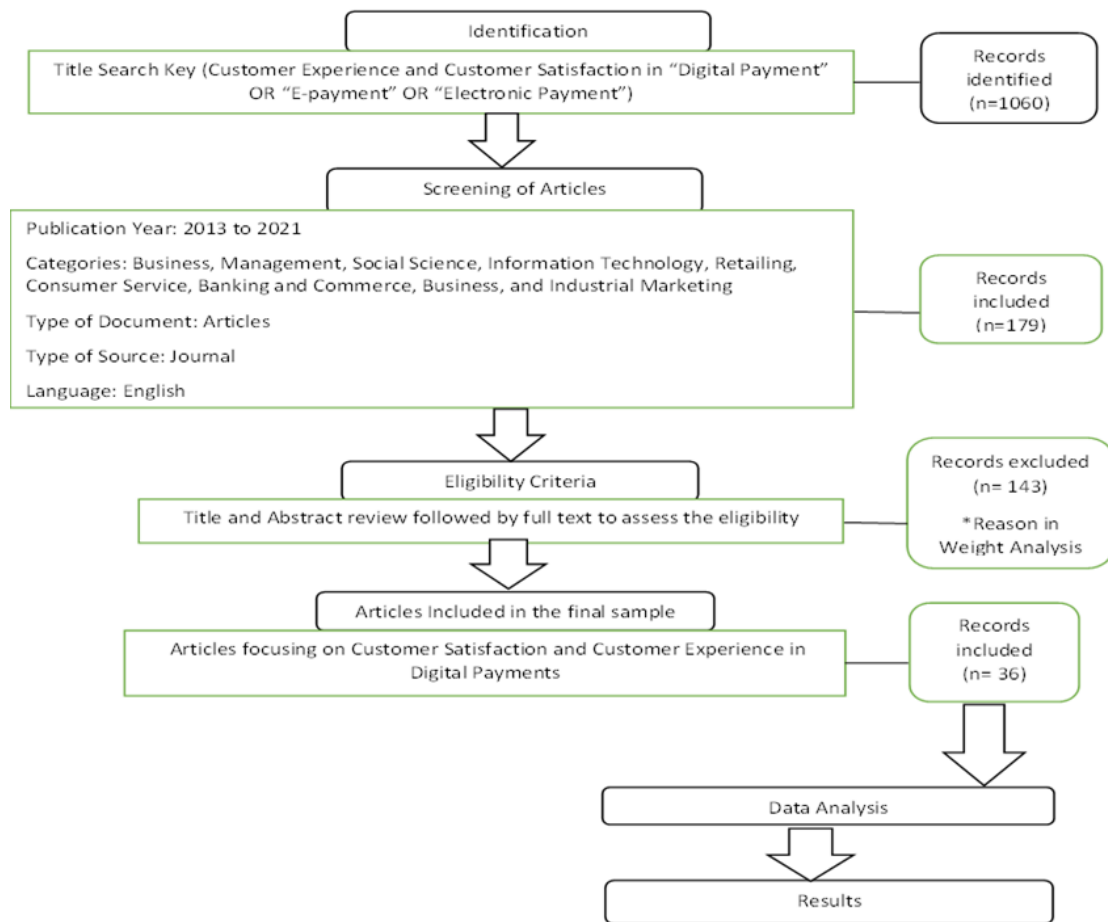 Identification
Title Search Key (Customer Experience and Customer Satisfaction in “Digital Payment”
OR “E-payment” OR “Electronic Payment”)
Records
identified
(n=1060)
Screening of Articles
Publication Year: 2013 to 2021
Categories: Business, Management, Social Science, Information Technology, Retailing,
Consumer Service, Banking and Commerce, Business, and Industrial Marketing
Type of Document: Articles
Type of Source: Journal
Language: English
Records
included
(n=179)
Eligibility Criteria
Title and Abstract review followed by full text to assess the eligibility
Records excluded
(n= 143)
*Reason in
Weight Analysis
Articles Included in the final sample
Articles focusing on Customer Satisfaction and Customer Experience in
Digital Payments
Records
included
(n= 36)
Data Analysis
Results